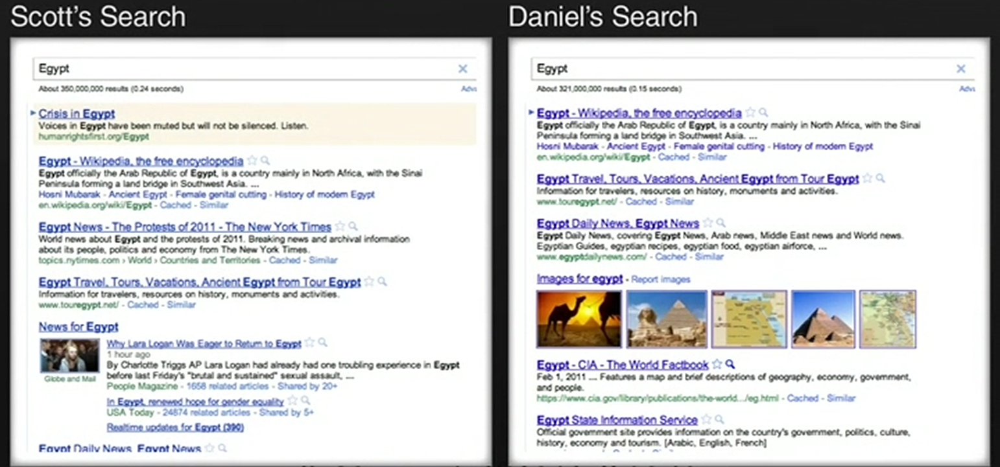 Scott's Search
Egypt
About 350,000,000 results (0.24 seconds)
Adv
Crisis in Egypt
Voices in Egypt have been muted but will not be silenced. Listen.
humanrightsfirst.org/Egypt
Egypt - Wikipedia, the free encyclopedia
Egypt officially the Arab Republic of Egypt, is a country mainly in North Africa, with the Sinai
Peninsula forming a land bridge in Southwest Asia. ...
Hosni Mubarak - Ancient Egypt - Female genital cutting - History of modern Egypt
en.wikipedia.org/wiki/Egypt - Cached - Similar
Egypt News - The Protests of 2011 - The New York Times
World news about Egypt and the protests of 2011. Breaking news and archival information
about its people, politics and economy from The New York Times.
topics.nytimes.com › World › Countries and Territories - Cached - Similar
Egypt Travel, Tours, Vacations, Ancient Egypt from Tour Egypt
Information for travelers, resources on history, monuments and activities.
www.touregypt.net/ - Cached - Similar
News for Egypt
Why Lara Logan Was Eager to Return to Egypt
1 hour ago
By Charlotte Triggs AP Lara Logan had already had one troubling experience in Egypt
before last Friday's "brutal and sustained" sexual assault, ...
Globe and Mail
People Magazine - 1658 related articles - Shared by 20+
In Egypt, renewed hope for gender equality
USA Today - 24874 related articles - Shared by 5+
Realtime updates for Egypt (390)
Egypt Daily News, Egypt News
Daniel's Search
Egypt
About 321,000,000 results (0.15 seconds)
Adv
Egypt - Wikipedia, the free encyclopedia
Egypt officially the Arab Republic of Egypt, is a country mainly in North Africa, with the Sinai
Peninsula forming a land bridge in Southwest Asia. ...
Hosni Mubarak - Ancient Egypt - Female genital cutting - History of modern Egypt
en.wikipedia.org/wiki/Egypt - Cached - Similar
Egypt Travel, Tours, Vacations, Ancient Egypt from Tour Egypt
Information for travelers, resources on history, monuments and activities.
www.touregypt.net/ - Cached - Similar
Egypt Daily News, Egypt News
Egypt Daily News, covering Egypt News, Arab news, Middle East news and World news.
Egyptian Guides, egyptian recipes, egyptian food, egyptian airforce, ...
www.egyptdailynews.com/ - Cached - Similar
Images for egypt - Report images
Egypt - CIA - The World Factbook
Feb 1, 2011 ... Features a map and brief descriptions of geography, economy, government,
and people.
https://www.cia.gov/library/publications/the-world.../eg.html - Cached - Similar
Egypt State Information Service
Official government site provides information on the country's government, politics, culture,
history, economy and tourism. [Arabic, English, French]